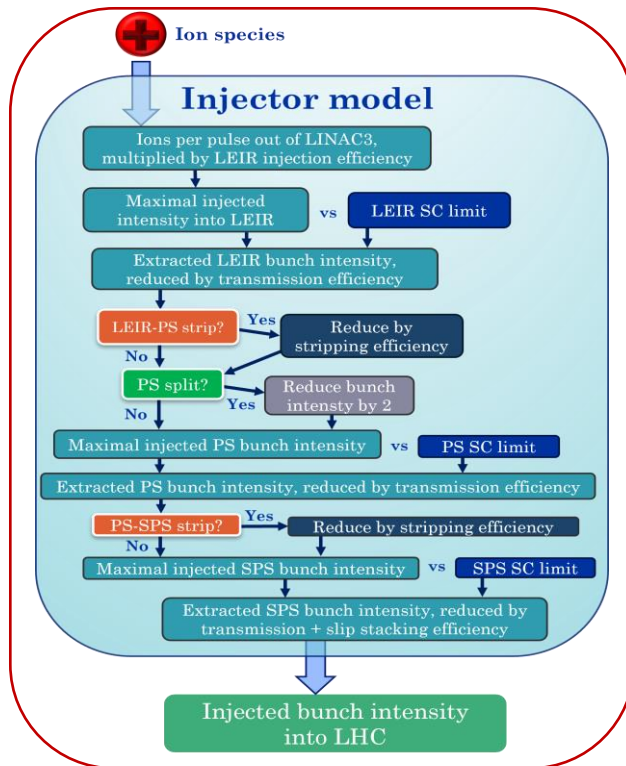 Ion species
Injector model
Ions per pulse out of LINAC3,
multiplied by LEIR injection efficiency
Maximal injected
intensity into LEIR
vs
LEIR SC limit
Extracted LEIR bunch intensity,
reduced by transmission efficiency
LEIR-PS strip?
Yes
Reduce by
stripping efficiency
No
PS split?
Yes
Reduce bunch
intensty by 2
No
Maximal injected PS bunch intensity
vs
PS SC limit
Extracted PS bunch intensity, reduced by transmission efficiency
PS-SPS strip?
Yes
Reduce by stripping efficiency
No
Maximal injected SPS bunch intensity
vs
SPS SC limit
Extracted SPS bunch intensity, reduced by
transmission + slip stacking efficiency
Injected bunch intensity
into LHC